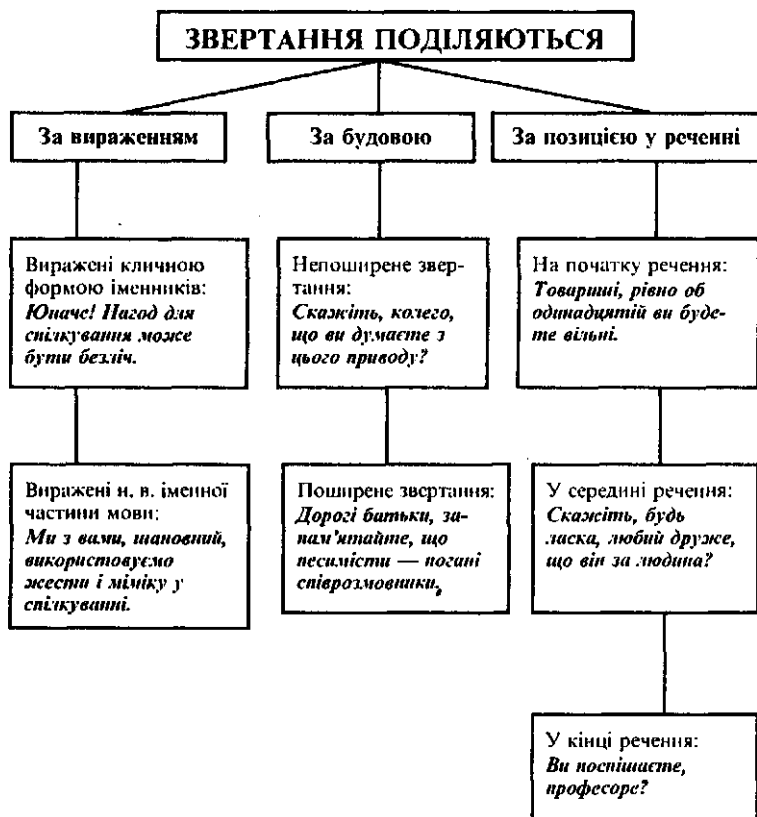 ЗВЕРТАННЯ ПОДІЛЯЮТЬСЯ
За вираженням
Виражені кличною
формою іменників:
Юначе! Нагод для
спілкування може
бути безліч.
Виражені н. в. іменної
частини мови:
Ми з вами, шановний,
використовуємо
жести і міміку у
спілкуванні.
За будовою
Непоширене звер-
тання:
Скажіть, колего,
що ви думаєте з
цього приводу?
Поширене звертання:
Дорогі батьки, за-
пам'ятайте, що
песимісти — погані
співрозмовники,
За позицією у реченні
На початку речення:
Товариші, рівно об
одинадцятій ви буде-
те вільні.
У середині речення:
Скажіть, будь
ласка, любий друже,
що він за людина?
У кінці речення:
Ви поспішаєте,
професоре?